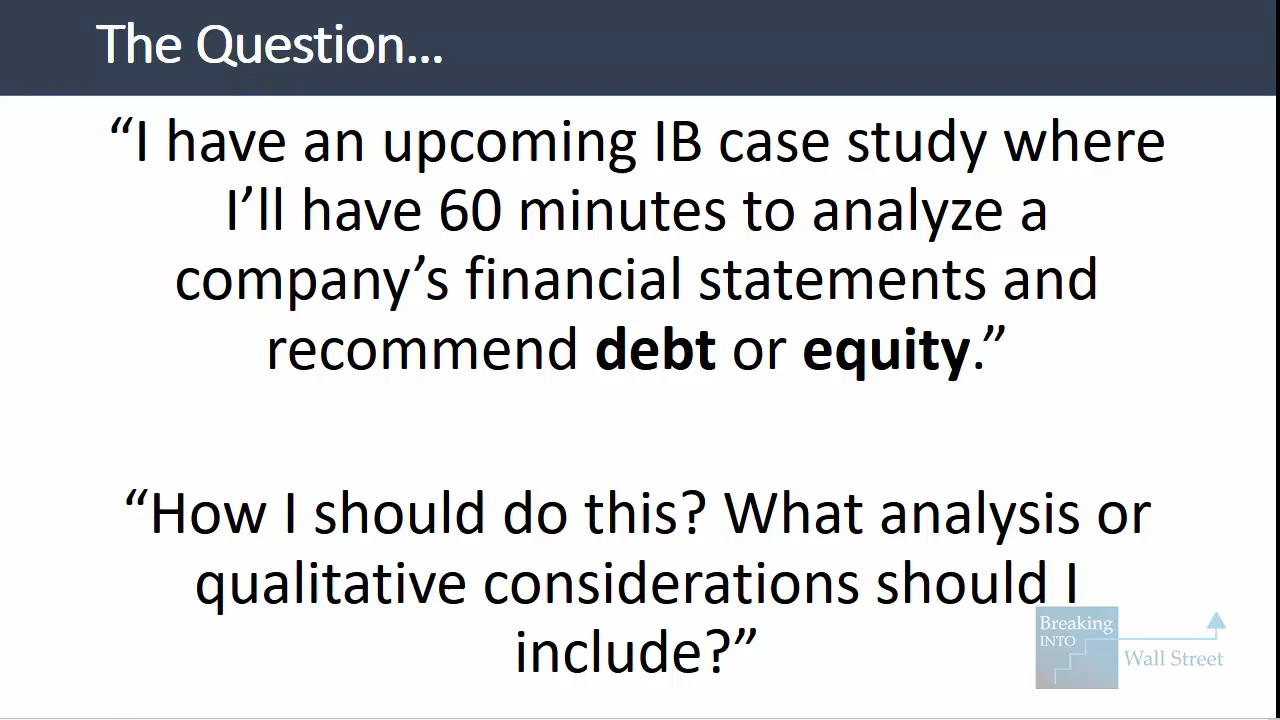 The Question…
“I have an upcoming IB case study where
I’ll have 60 minutes to analyze a
company’s financial statements and
recommend debt or equity.”
“How I should do this? What analysis or
qualitative considerations should I
include?”
Breaking
INTO
Wall Street